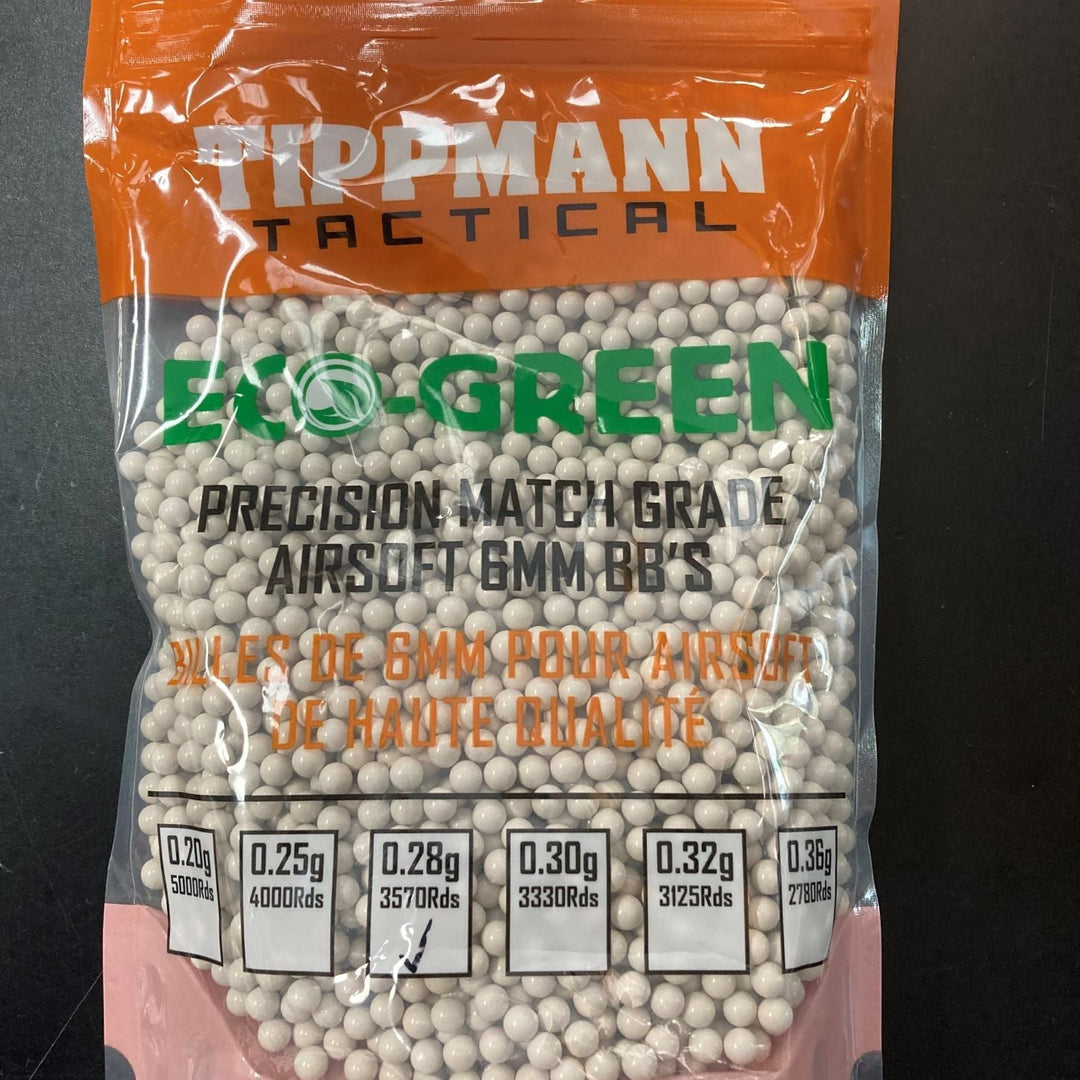 TIPPMANN
TACTICAL
ECO-GREEN
PRECISION MATCH GRADE
AIRSOFT 6MM BB'S
BILLES DE 6MM POUR AIRSOFT
DE HAUTE QUALITÉ
0.20g 0.25g 0.28g 0.30g 0.32g 0.36g
5000Rds 4000Rds 3570Rds 3330Rds 3125Rds 2780Rds